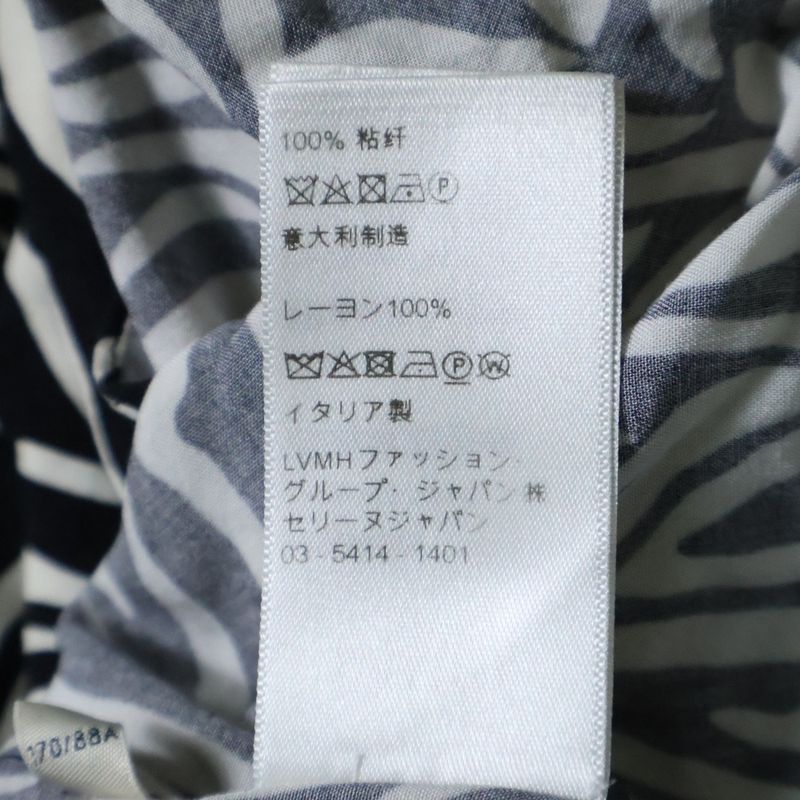 100% 粘纤
P
意大利制造
レーヨン100%
P W
イタリア製
LVMHファッション・
グループ・ジャパン 株
セリーヌジャパン
03 - 5414 - 1401
170/88A